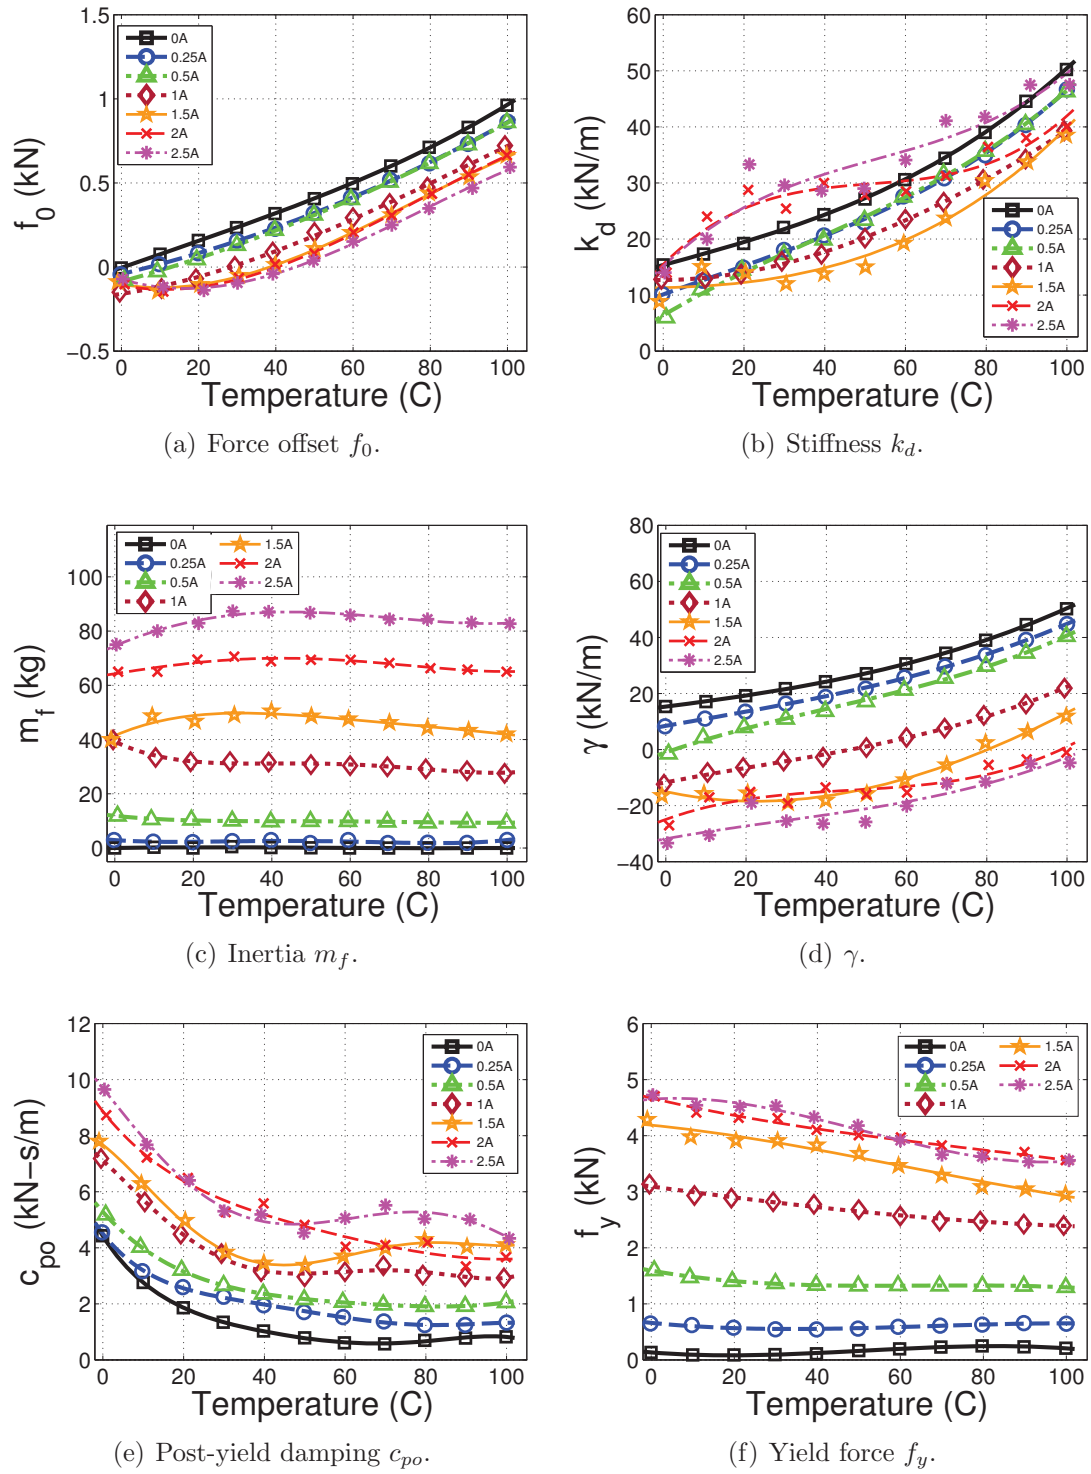 1.5
1
0.5
0
−0.5
f0 (kN)
0A
0.25A
0.5A
1A
1.5A
2A
2.5A
0 20 40 60 80 100
Temperature (C)
(a) Force offset f0.
60
50
40
30
20
10
0
kd (kN/m)
0A
0.25A
0.5A
1A
1.5A
2A
2.5A
0 20 40 60 80 100
Temperature (C)
(b) Stiffness kd.
100
80
60
40
20
0
mf (kg)
0A
0.25A
0.5A
1A
1.5A
2A
2.5A
0 20 40 60 80 100
Temperature (C)
(c) Inertia mf.
80
60
40
20
0
−20
−40
γ (kN/m)
0A
0.25A
0.5A
1A
1.5A
2A
2.5A
0 20 40 60 80 100
Temperature (C)
(d) γ.
12
10
8
6
4
2
0
cpo (kN−s/m)
0A
0.25A
0.5A
1A
1.5A
2A
2.5A
0 20 40 60 80 100
Temperature (C)
(e) Post-yield damping cpo.
6
5
4
3
2
1
0
fy (kN)
0A
0.25A
0.5A
1A
1.5A
2A
2.5A
0 20 40 60 80 100
Temperature (C)
(f) Yield force fy.